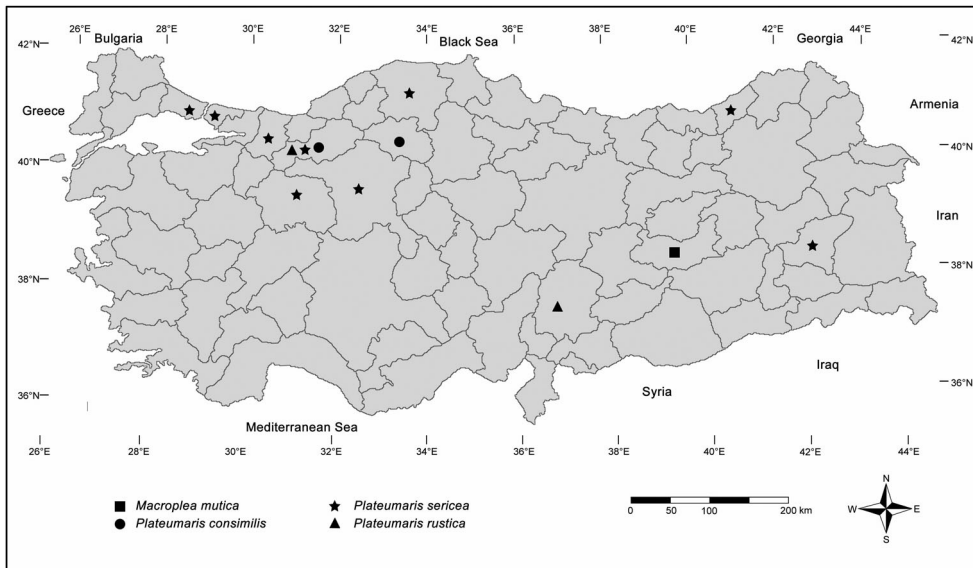 26°E 28°E 30°E 32°E 34°E 36°E 38°E 40°E 42°E 44°E
Bulgaria Black Sea Georgia
42°N 42°N
Greece Armenia
40°N 40°N
Iran
38°N 38°N
Iraq
36°N Syria 36°N
Mediterranean Sea
26°E 28°E 30°E 32°E 34°E 36°E 38°E 40°E 42°E 44°E
Macroplea mutica Plateumaris sericea
Plateumaris consimilis Plateumaris rustica
0 50 100 150 200 km
N
W E
S